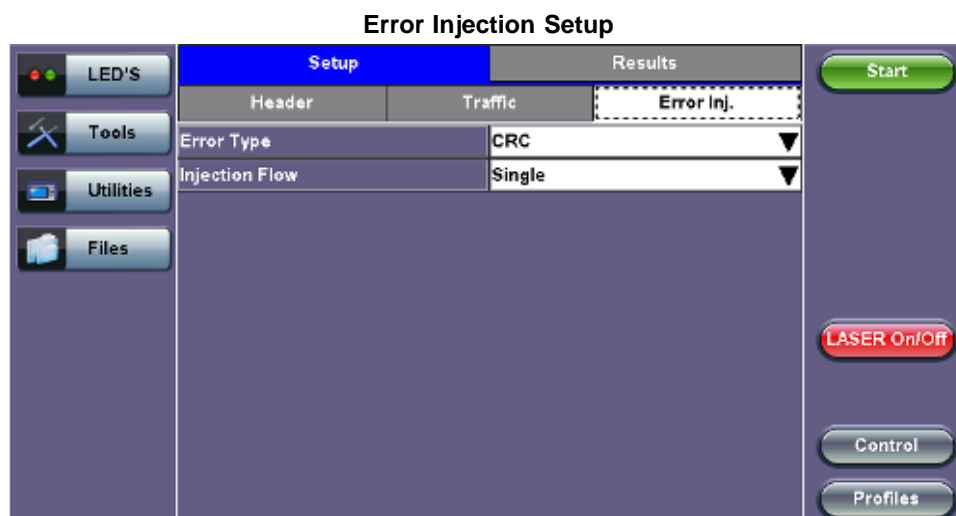 Error Injection Setup
LED'S
Setup
Results
Start
Header
Traffic
Error Inj.
Tools
Error Type
CRC
Injection Flow
Single
Utilities
Files
LASER On/Off
Control
Profiles